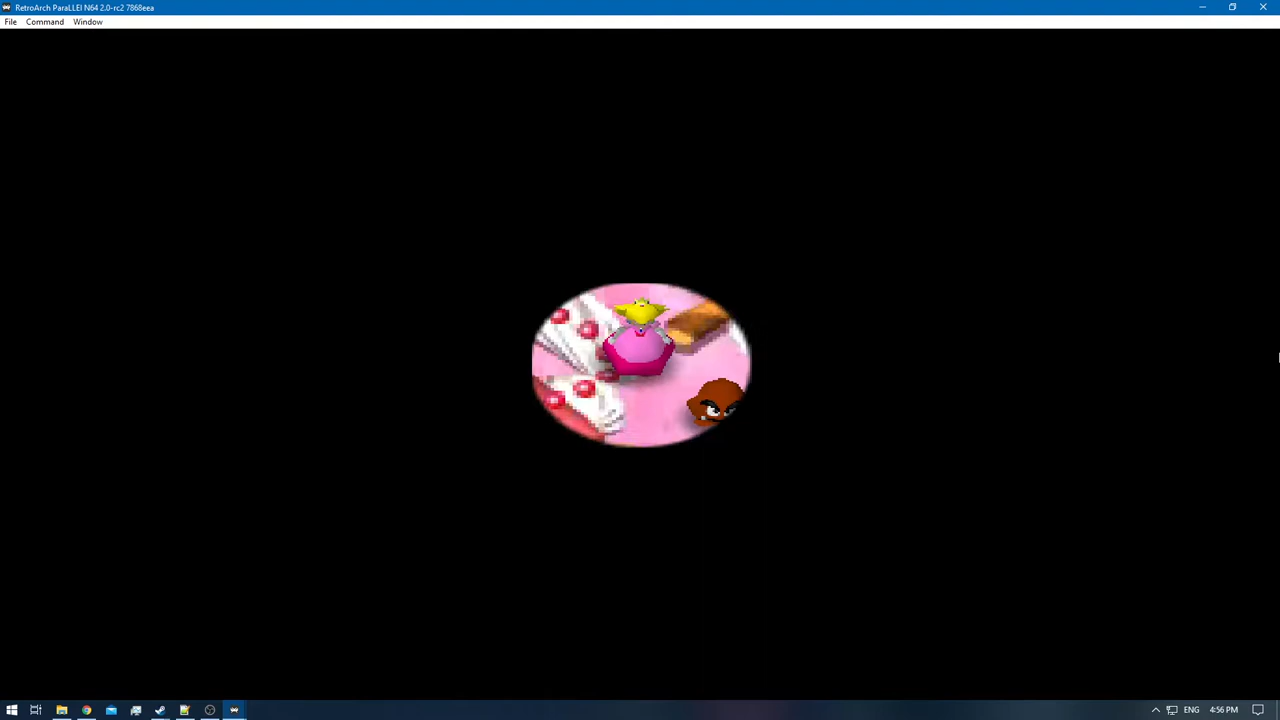 RetroArch ParaLLEl N64 2.0-rc2 7868eea
File Command Window
ENG 4:56 PM